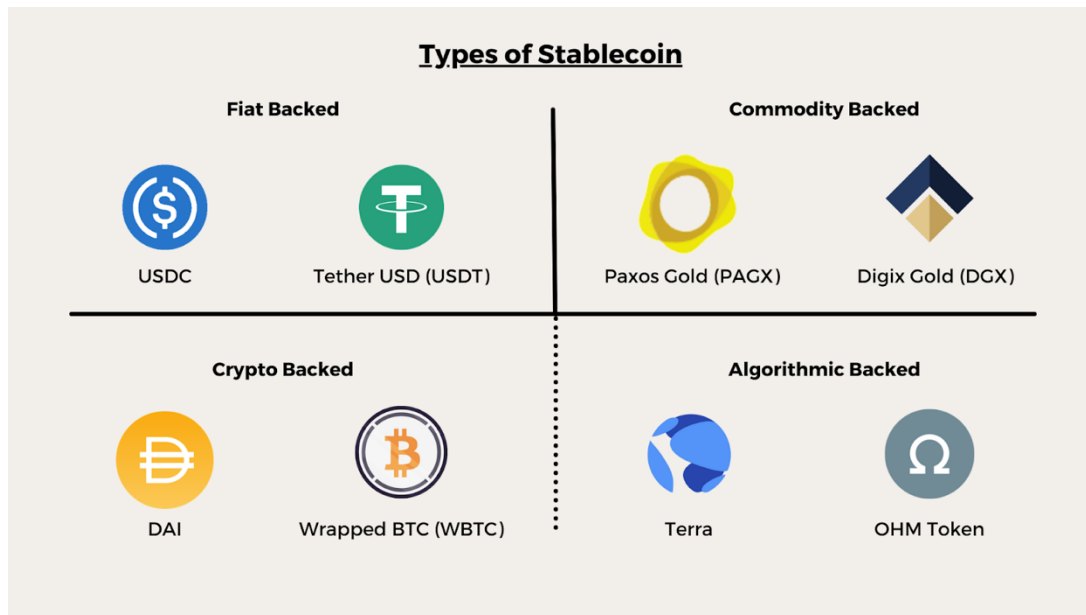 Types of Stablecoin
Fiat Backed
Commodity Backed
USDC
Tether USD (USDT)
Paxos Gold (PAGX)
Digix Gold (DGX)
Crypto Backed
Algorithmic Backed
DAI
Wrapped BTC (WBTC)
Terra
OHM Token